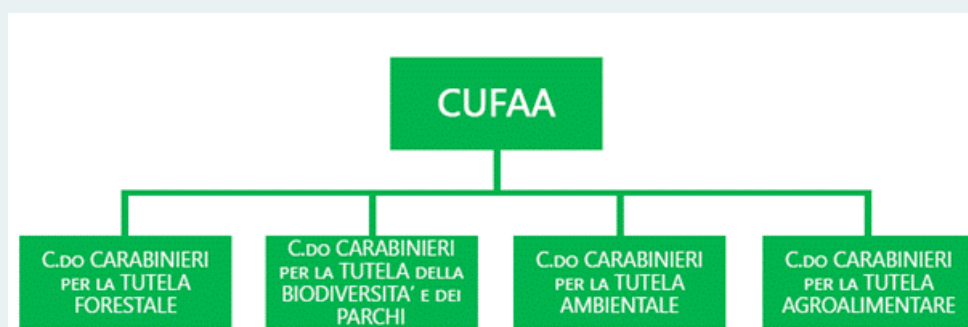 CUFAA
C.DO CARABINIERI
PER LA TUTELA
FORESTALE
C.DO CARABINIERI
PER LA TUTELA DELLA
BIODIVERSITA' E DEI
PARCHI
C.DO CARABINIERI
PER LA TUTELA
AMBIENTALE
C.DO CARABINIERI
PER LA TUTELA
AGROALIMENTARE